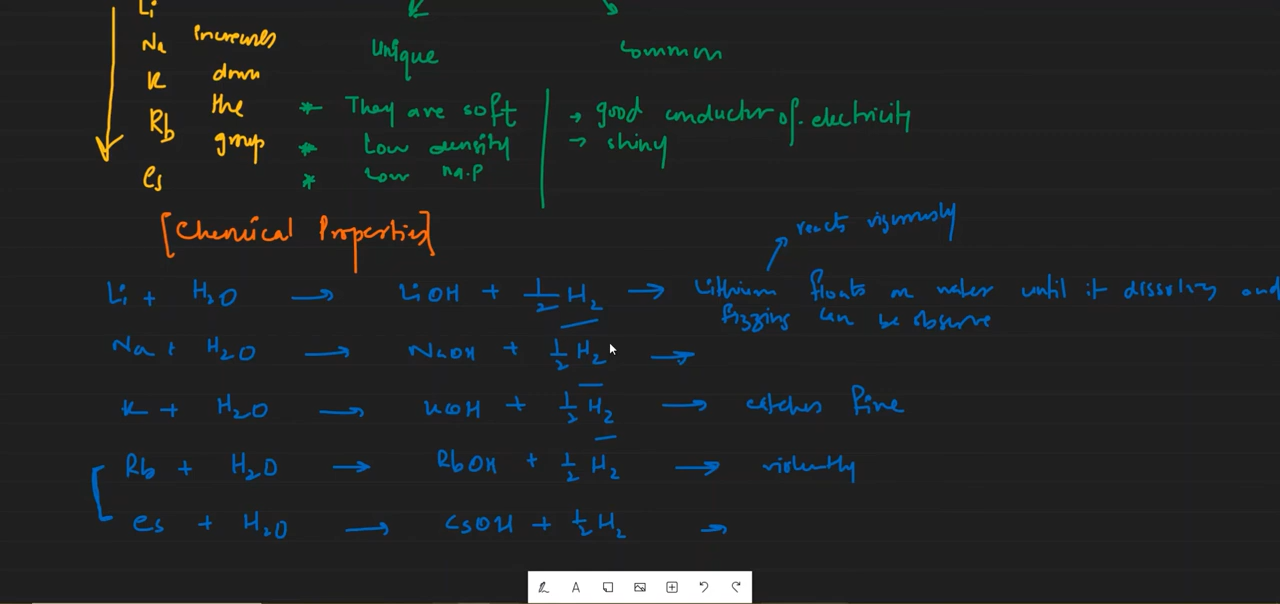 Li
Na increases
K down
Rb the
group
Cs
Unique common
* They are soft
* Low density
* Low M.P
→ good conductor of electricity
→ shiny
[Chemical Properties]
reacts vigorously
Li + H₂O → LiOH + 1/2 H₂ → Lithium floats on water until it dissolves and
fizzing can be observe
Na + H₂O → NaOH + 1/2 H₂ →
K + H₂O → KOH + 1/2 H₂ → catches fire
Rb + H₂O → RbOH + 1/2 H₂ → violently
Cs + H₂O → CsOH + 1/2 H₂ →
A